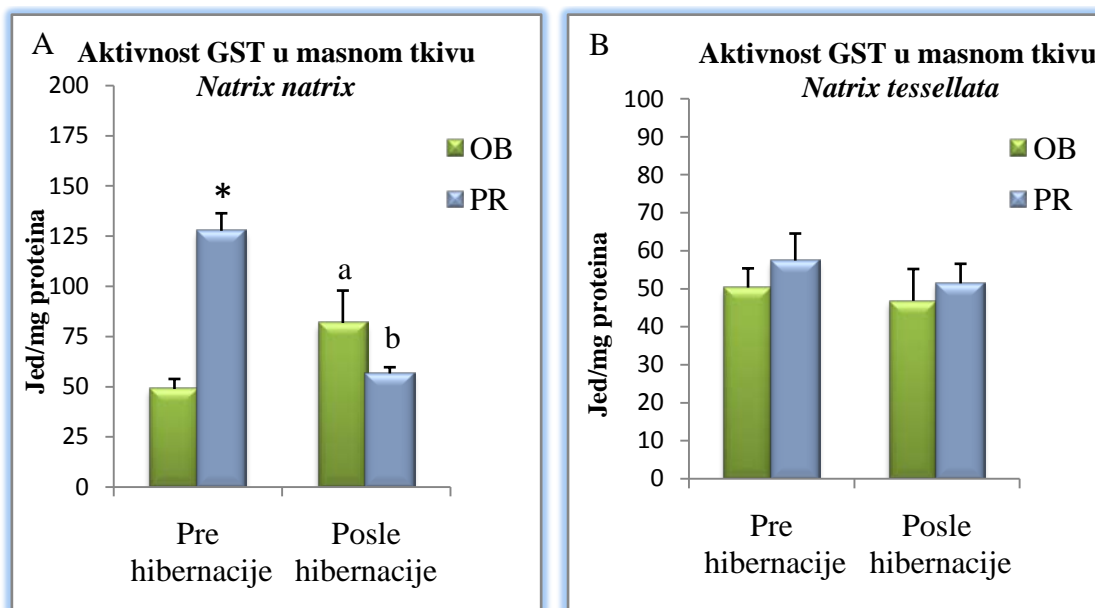 A
Aktivnost GST u masnom tkivu
Natrix natrix
200
175
150
125
100
75
50
25
0
Jed/mg proteina
OB
PR
*
a
b
Pre
hibernacije
Posle
hibernacije
B
Aktivnost GST u masnom tkivu
Natrix tessellata
100
90
80
70
60
50
40
30
20
10
0
Jed/mg proteina
OB
PR
Pre
hibernacije
Posle
hibernacije